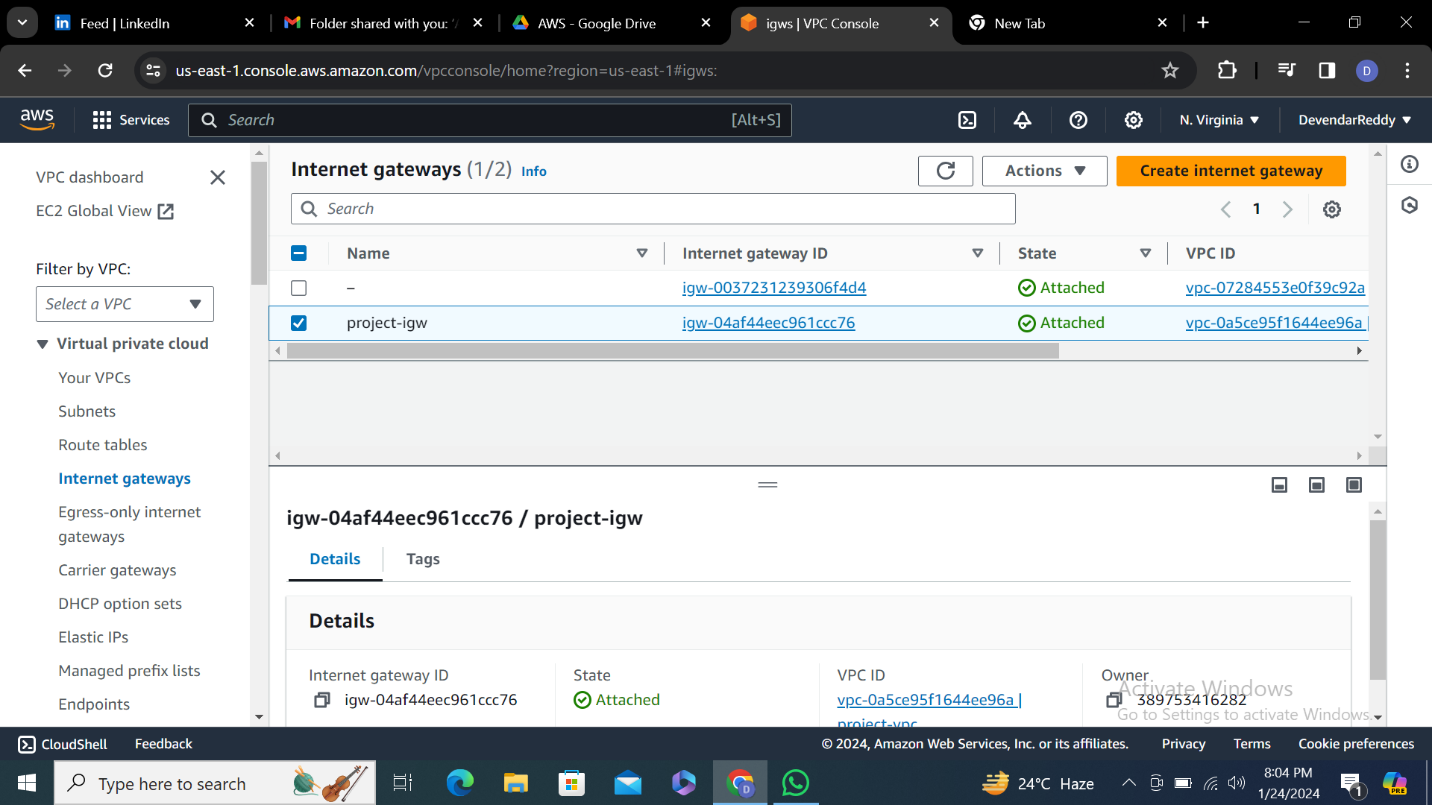 Feed | LinkedIn
Folder shared with you: '
AWS - Google Drive
igws | VPC Console
New Tab
us-east-1.console.aws.amazon.com/vpcconsole/home?region=us-east-1#igws:
D
aws
Services
Search
[Alt+S]
N. Virginia
DevendarReddy
VPC dashboard
EC2 Global View
Filter by VPC:
Select a VPC
Virtual private cloud
Your VPCs
Subnets
Route tables
Internet gateways
Egress-only internet
gateways
Carrier gateways
DHCP option sets
Elastic IPs
Managed prefix lists
Endpoints
Internet gateways (1/2) Info
Actions
Create internet gateway
Search
1
Name Internet gateway ID State VPC ID
– igw-0037231239306f4d4 Attached vpc-07284553e0f39c92a
project-igw igw-04af44eec961ccc76 Attached vpc-0a5ce95f1644ee96a |
igw-04af44eec961ccc76 / project-igw
Details Tags
Details
Internet gateway ID
igw-04af44eec961ccc76
State
Attached
VPC ID
vpc-0a5ce95f1644ee96a |
project-vpc
Owner
389753416282
Activate Windows
Go to Settings to activate Windows.
CloudShell Feedback
© 2024, Amazon Web Services, Inc. or its affiliates. Privacy Terms Cookie preferences
Type here to search
D
24°C Haze
8:04 PM
1/24/2024
1
PRE